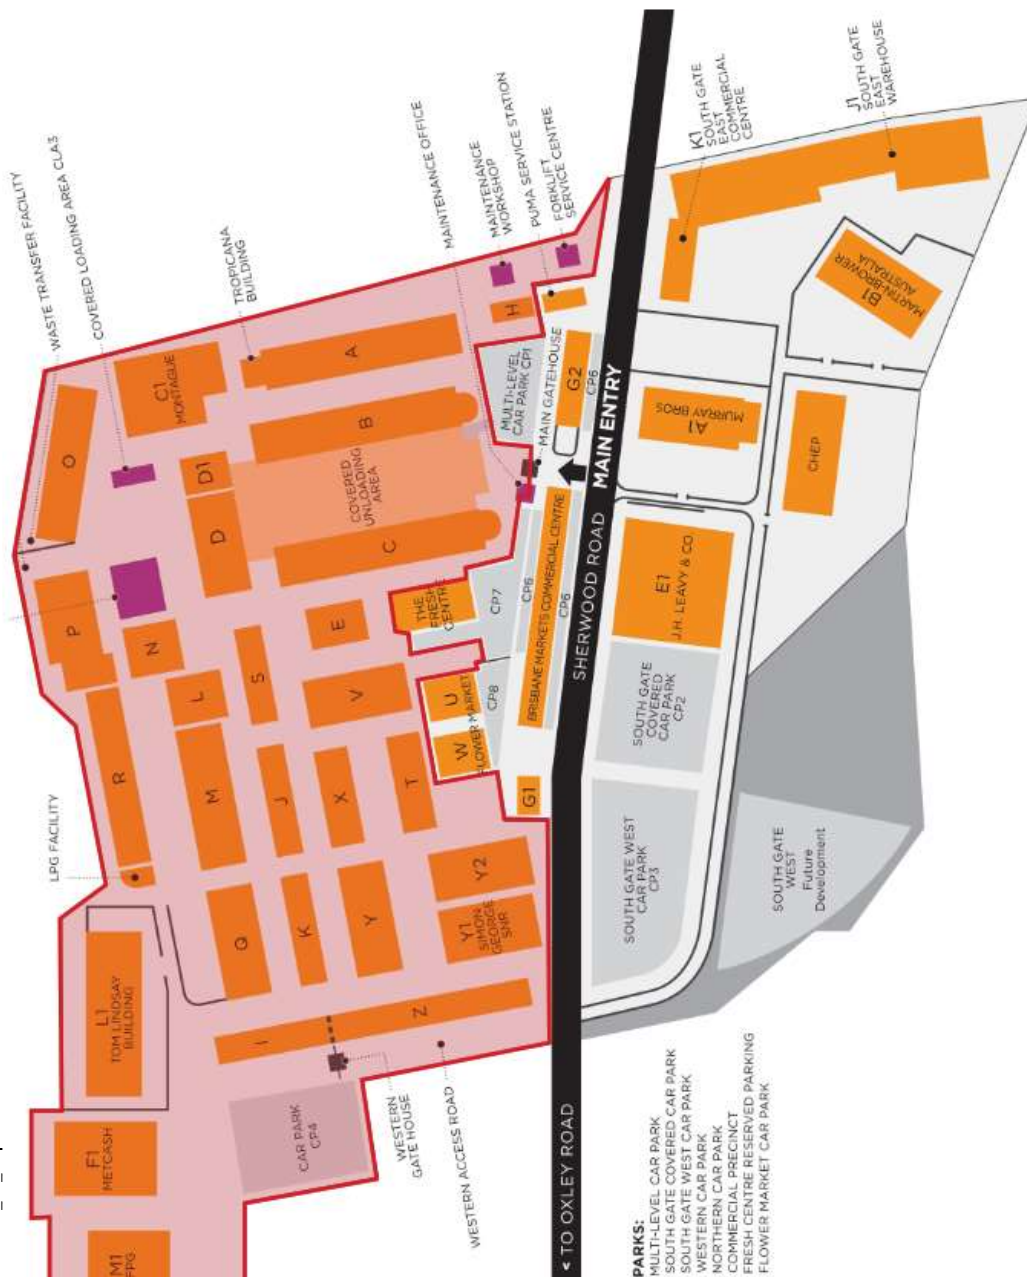 WASTE TRANSFER FACILITY
COVERED LOADING AREA CLA3
TROPICANA
BUILDING
MAINTENANCE OFFICE
MAINTENANCE
WORKSHOP
PUMA SERVICE STATION
FORKLIFT
SERVICE CENTRE
K1
SOUTH GATE
EAST
COMMERCIAL
CENTRE
J1
SOUTH GATE
EAST
WAREHOUSE
O
C1
MONTAGUE
A
H
MULTI-LEVEL
CAR PARK CP1
MAIN GATEHOUSE
G2
CP6
B1
MARTIN-BROWER
AUSTRALIA
B
D1
D
COVERED
UNLOADING
AREA
C
MAIN ENTRY
A1
MURRAY BROS
CHEP
P
N
L
S
E
V
THE
FRESH
CENTRE
CP7
CP6
BRISBANE MARKETS COMMERCIAL CENTRE
CP6
SHERWOOD ROAD
E1
J.H. LEAVY & CO
R
M
J
X
T
U
W
FLOWER MARKET
CP8
G1
SOUTH GATE
COVERED
CAR PARK
CP2
SOUTH GATE WEST
CAR PARK
CP3
SOUTH GATE
WEST
Future
Development
LPG FACILITY
Q
K
Y
Y2
Y1
SIMON
GEORGE
SNR
L1
TOM LINDSAY
BUILDING
I
Z
CAR PARK
CP4
WESTERN
GATE HOUSE
WESTERN ACCESS ROAD
F1
METCASH
M1
FPG
< TO OXLEY ROAD
PARKS:
MULTI-LEVEL CAR PARK
SOUTH GATE COVERED CAR PARK
SOUTH GATE WEST CAR PARK
WESTERN CAR PARK
NORTHERN CAR PARK
COMMERCIAL PRECINCT
FRESH CENTRE RESERVED PARKING
FLOWER MARKET CAR PARK